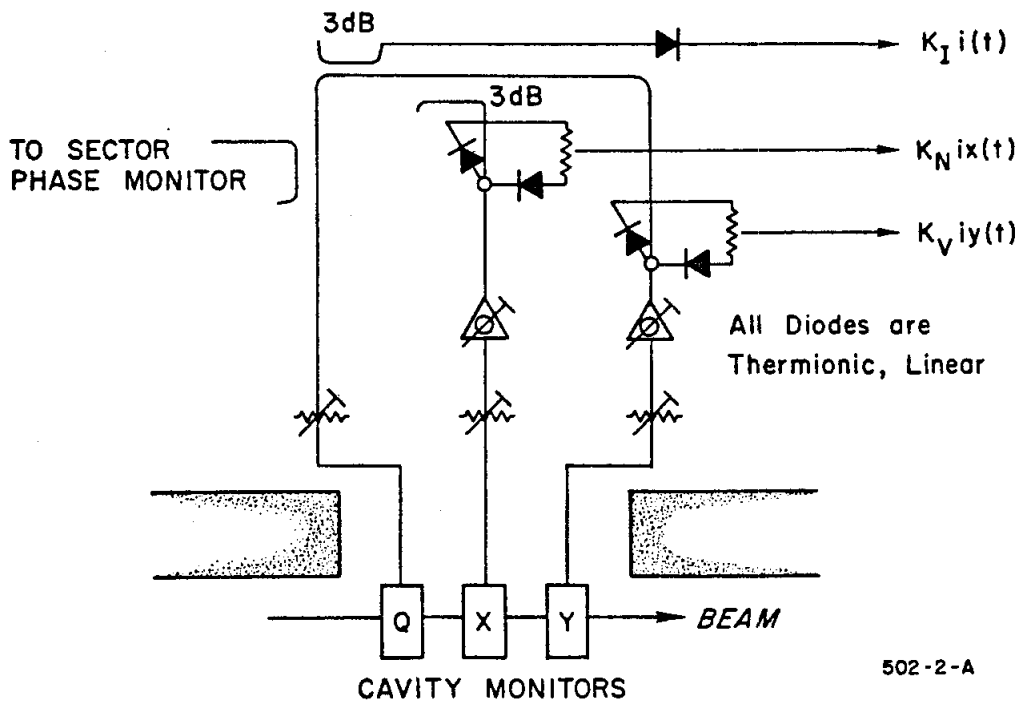 3dB
K_I i(t)
3dB
TO SECTOR
PHASE MONITOR
K_N ix(t)
K_V iy(t)
All Diodes are
Thermionic, Linear
Q
X
Y
BEAM
CAVITY MONITORS
502-2-A